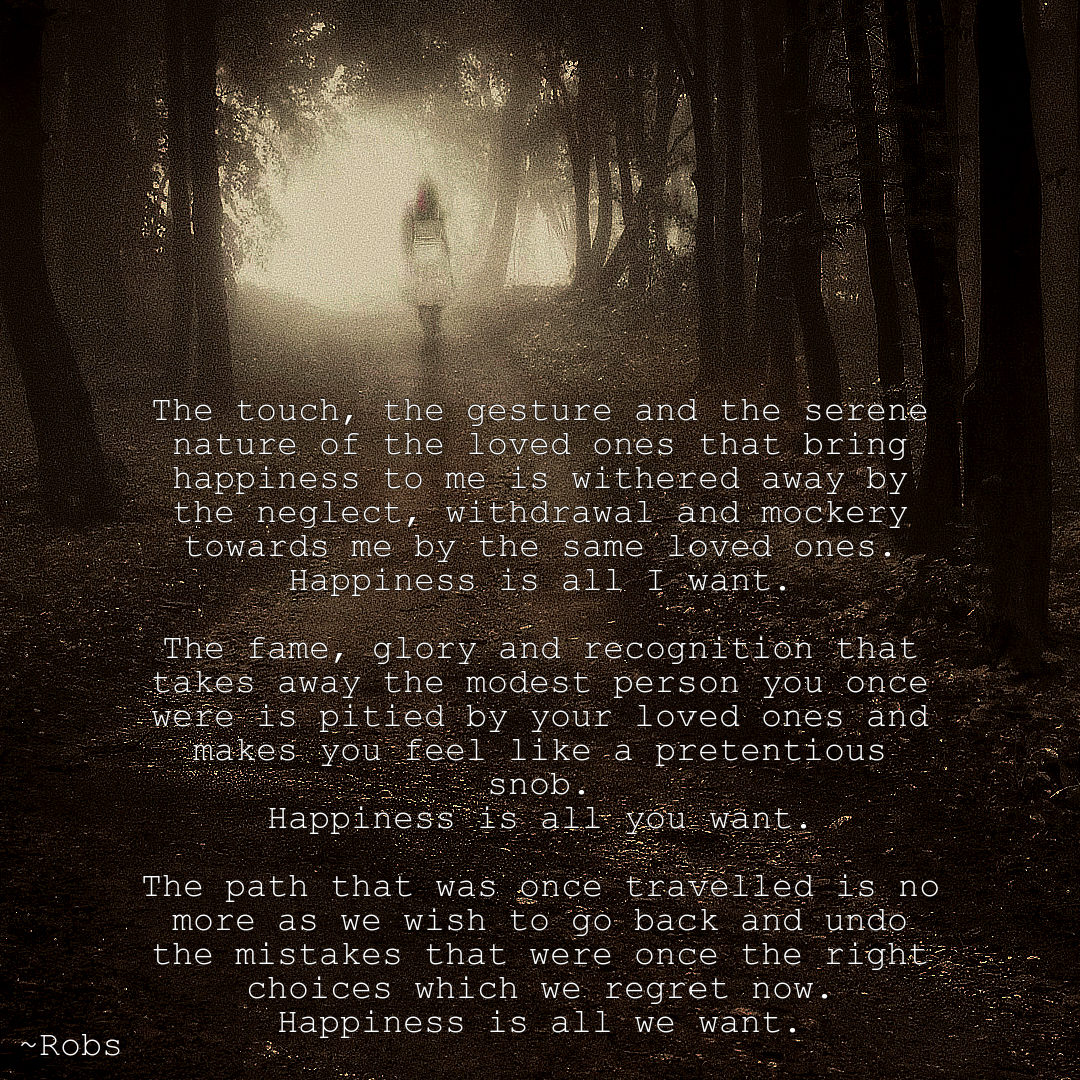 The touch, the gesture and the serene
nature of the loved ones that bring
happiness to me is withered away by
the neglect, withdrawal and mockery
towards me by the same loved ones.
Happiness is all I want.
The fame, glory and recognition that
takes away the modest person you once
were is pitied by your loved ones and
makes you feel like a pretentious
snob.
Happiness is all you want.
The path that was once travelled is no
more as we wish to go back and undo
the mistakes that were once the right
choices which we regret now.
Happiness is all we want.
~Robs